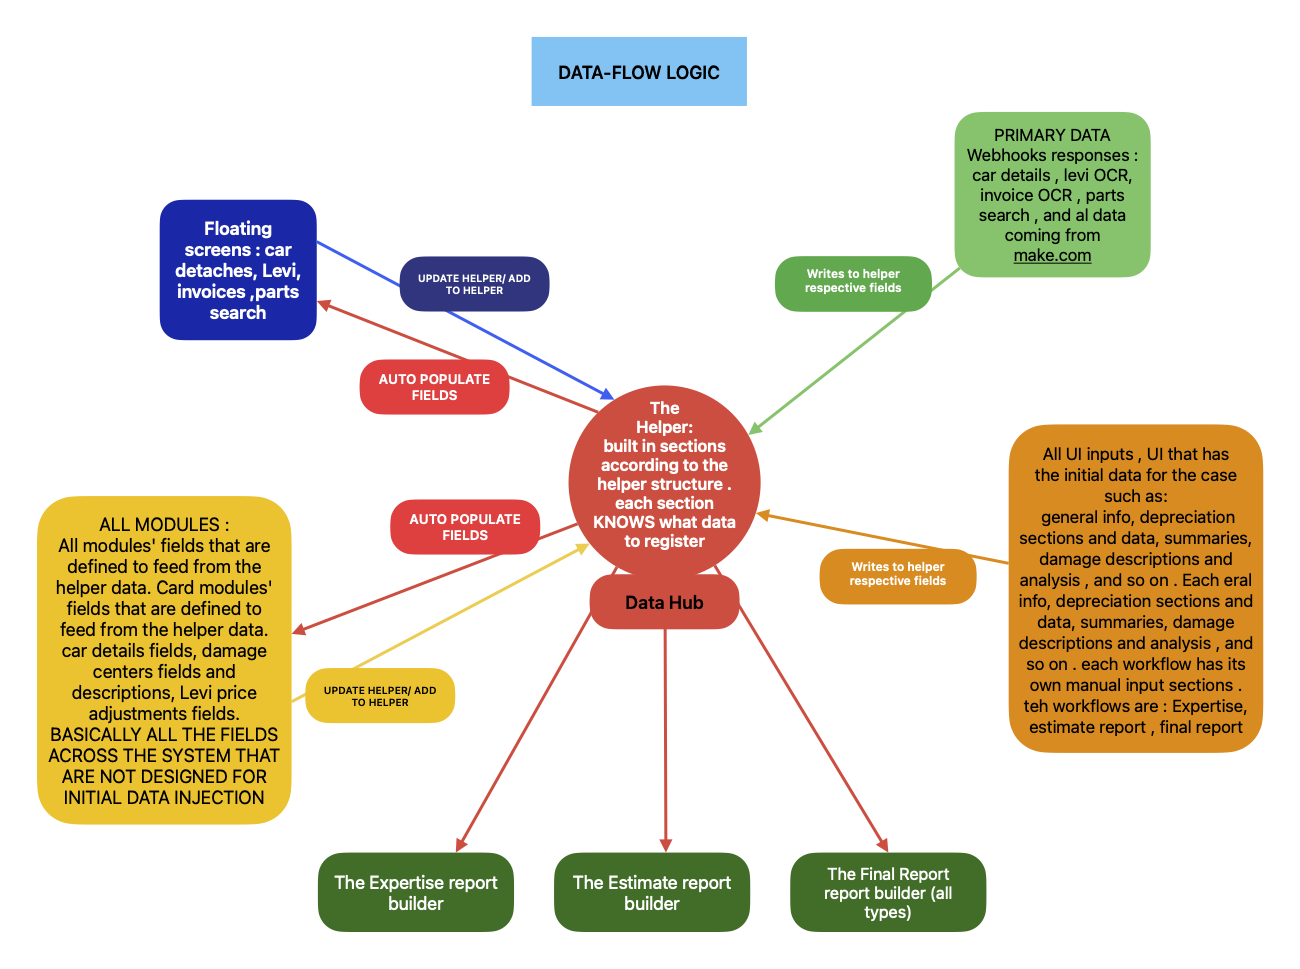 DATA-FLOW LOGIC
PRIMARY DATA
Webhooks responses :
car details , levi OCR,
invoice OCR , parts
search , and al data
coming from
make.com
Floating
screens : car
detaches, Levi,
invoices ,parts
search
UPDATE HELPER/ ADD
TO HELPER
Writes to helper
respective fields
AUTO POPULATE
FIELDS
The
Helper:
built in sections
according to the
helper structure .
each section
KNOWS what data
to register
Data Hub
All UI inputs , UI that has
the initial data for the case
such as:
general info, depreciation
sections and data, summaries,
damage descriptions and
analysis , and so on . Each eral
info, depreciation sections and
data, summaries, damage
descriptions and analysis , and
so on . each workflow has its
own manual input sections .
teh workflows are : Expertise,
estimate report , final report
Writes to helper
respective fields
AUTO POPULATE
FIELDS
ALL MODULES :
All modules' fields that are
defined to feed from the
helper data. Card modules'
fields that are defined to
feed from the helper data.
car details fields, damage
centers fields and
descriptions, Levi price
adjustments fields.
BASICALLY ALL THE FIELDS
ACROSS THE SYSTEM THAT
ARE NOT DESIGNED FOR
INITIAL DATA INJECTION
UPDATE HELPER/ ADD
TO HELPER
The Expertise report
builder
The Estimate report
builder
The Final Report
report builder (all
types)